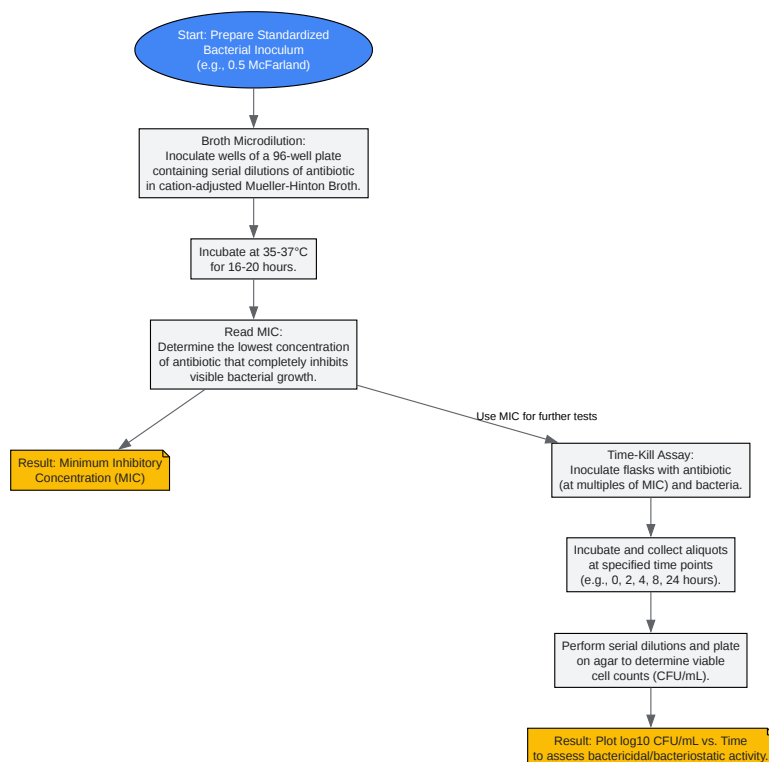 Start: Prepare Standardized
Bacterial Inoculum
(e.g., 0.5 McFarland)
Broth Microdilution:
Inoculate wells of a 96-well plate
containing serial dilutions of antibiotic
in cation-adjusted Mueller-Hinton Broth.
Incubate at 35-37°C
for 16-20 hours.
Read MIC:
Determine the lowest concentration
of antibiotic that completely inhibits
visible bacterial growth.
Use MIC for further tests
Result: Minimum Inhibitory
Concentration (MIC)
Time-Kill Assay:
Inoculate flasks with antibiotic
(at multiples of MIC) and bacteria.
Incubate and collect aliquots
at specified time points
(e.g., 0, 2, 4, 8, 24 hours).
Perform serial dilutions and plate
on agar to determine viable
cell counts (CFU/mL).
Result: Plot log10 CFU/mL vs. Time
to assess bactericidal/bacteriostatic activity.